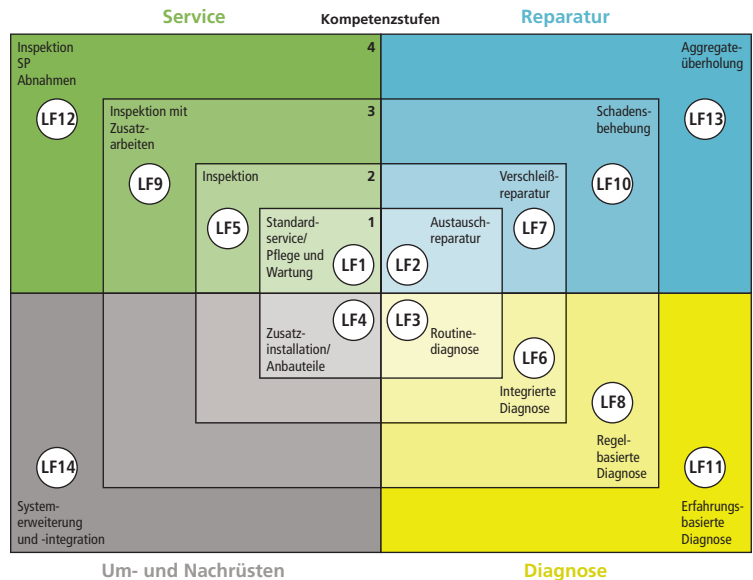 Service
Kompetenzstufen
Reparatur
Inspektion
SP
Abnahmen
4
LF12
Aggregate-
überholung
LF13
Inspektion mit
Zusatz-
arbeiten
3
LF9
Schadens-
behebung
LF10
Inspektion
2
LF5
Verschleiß-
reparatur
LF7
Standard-
service/
Pflege und
Wartung
1
LF1
Austausch-
reparatur
LF2
LF4
Zusatz-
installation/
Anbauteile
LF3
Routine-
diagnose
LF6
Integrierte
Diagnose
LF8
Regel-
basierte
Diagnose
LF14
System-
erweiterung
und -integration
LF11
Erfahrungs-
basierte
Diagnose
Um- und Nachrüsten
Diagnose